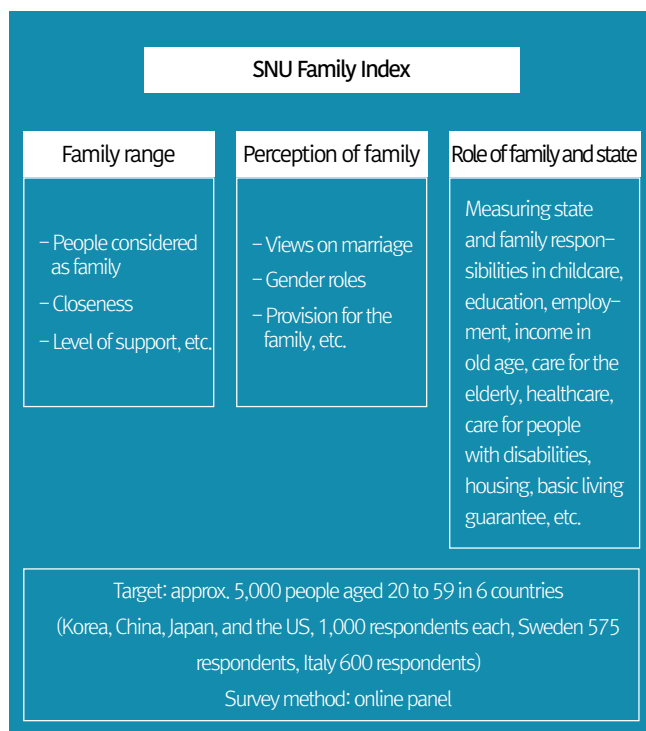 SNU Family Index
Family range
– People considered
as family
– Closeness
– Level of support, etc.
Perception of family
– Views on marriage
– Gender roles
– Provision for the
family, etc.
Role of family and state
Measuring state
and family respon-
sibilities in childcare,
education, employ-
ment, income in
old age, care for the
elderly, healthcare,
care for people
with disabilities,
housing, basic living
guarantee, etc.
Target: approx. 5,000 people aged 20 to 59 in 6 countries
(Korea, China, Japan, and the US, 1,000 respondents each, Sweden 575
respondents, Italy 600 respondents)
Survey method: online panel